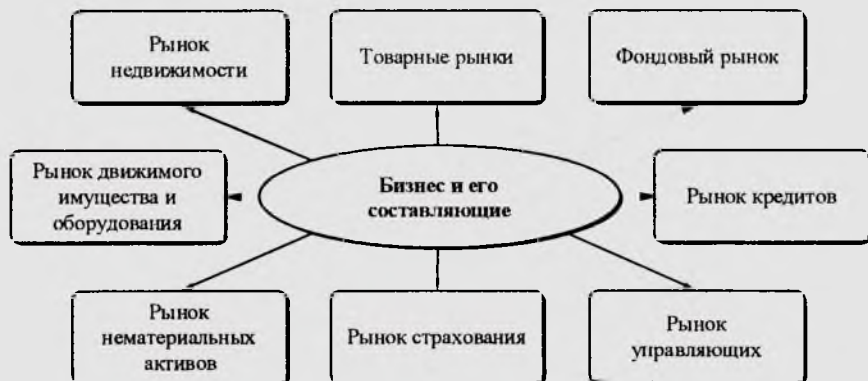 Рынок
недвижимости
Товарные рынки
Фондовый рынок
Рынок движимого
имущества и
оборудования
Бизнес и его
составляющие
Рынок кредитов
Рынок
нематериальных
активов
Рынок страхования
Рынок
управляющих